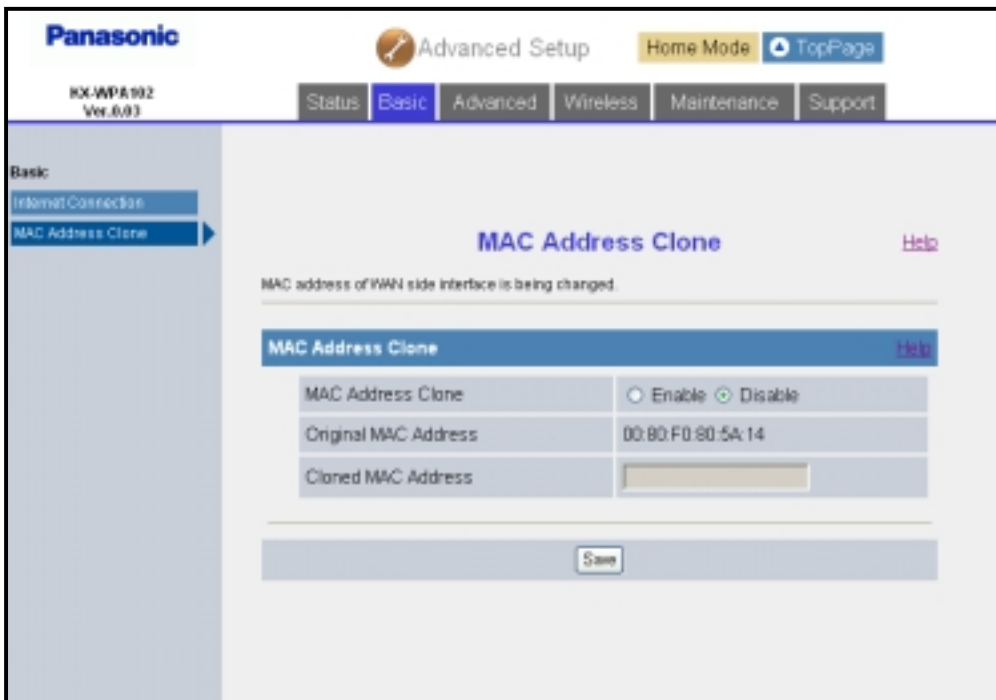 Panasonic
Advanced Setup
Home Mode
TopPage
KX-WPA102
Ver.0.03
Status Basic Advanced Wireless Maintenance Support
Basic
Internet Connection
MAC Address Clone
MAC Address Clone
Help
MAC address of WAN side interface is being changed.
MAC Address Clone
Help
MAC Address Clone Enable Disable
Original MAC Address 00:80:F0:80:5A:14
Cloned MAC Address
Save